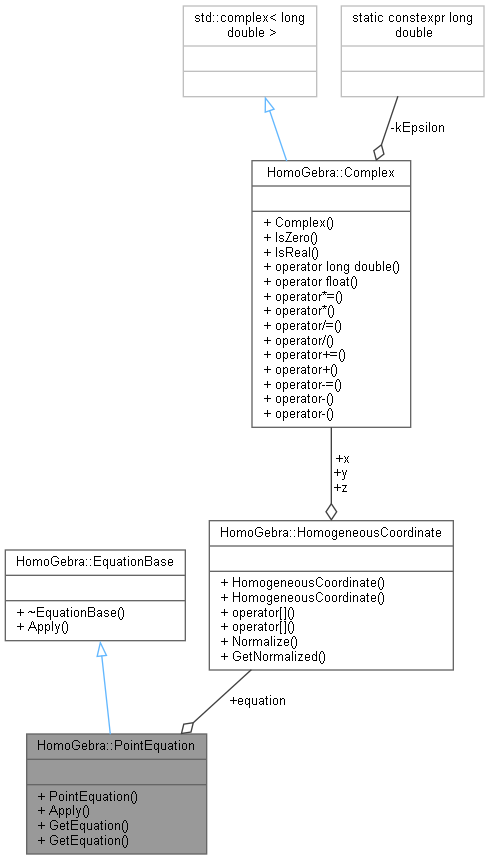 std::complex< long
double >
static constexpr long
double
-kEpsilon
HomoGebra::Complex
+ Complex()
+ IsZero()
+ IsReal()
+ operator long double()
+ operator float()
+ operator*=()
+ operator*()
+ operator/=()
+ operator/()
+ operator+=()
+ operator+()
+ operator-=()
+ operator-()
+ operator-()
+x
+y
+z
HomoGebra::HomogeneousCoordinate
+ HomogeneousCoordinate()
+ HomogeneousCoordinate()
+ operator[]()
+ operator[]()
+ Normalize()
+ GetNormalized()
HomoGebra::EquationBase
+ ~EquationBase()
+ Apply()
+equation
HomoGebra::PointEquation
+ PointEquation()
+ Apply()
+ GetEquation()
+ GetEquation()